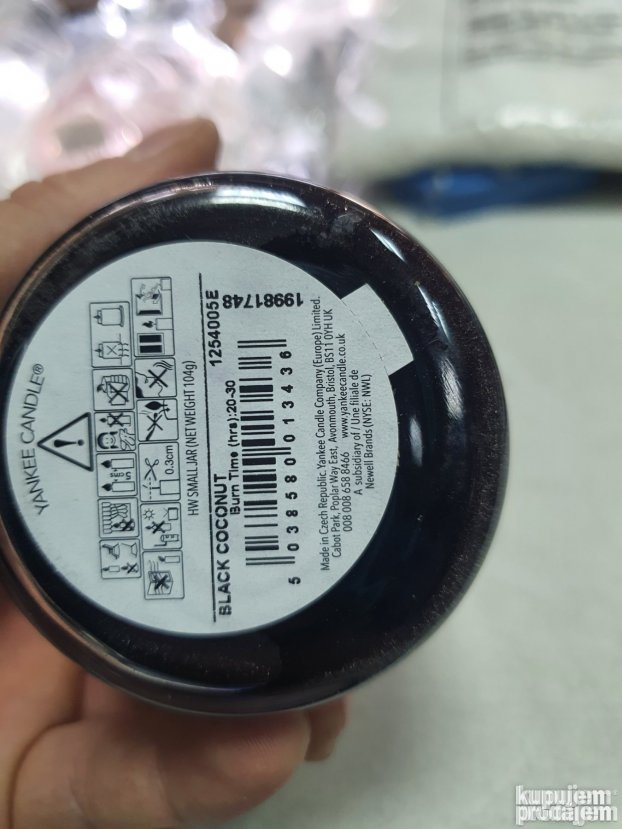 YANKEE CANDLE®
0.3cm
HW SMALL JAR (NET WEIGHT 104g)
BLACK COCONUT 1254005E
Burn Time (hrs):20-30 19981748
5 038580 013436
Made in Czech Republic. Yankee Candle Company (Europe) Limited.
Cabot Park, Poplar Way East, Avonmouth, Bristol, BS11 0YH UK
008 008 658 8466 www.yankeecandle.co.uk
A subsidiary of / Une filiale de
Newell Brands (NYSE: NWL)
kupujem
prodajem